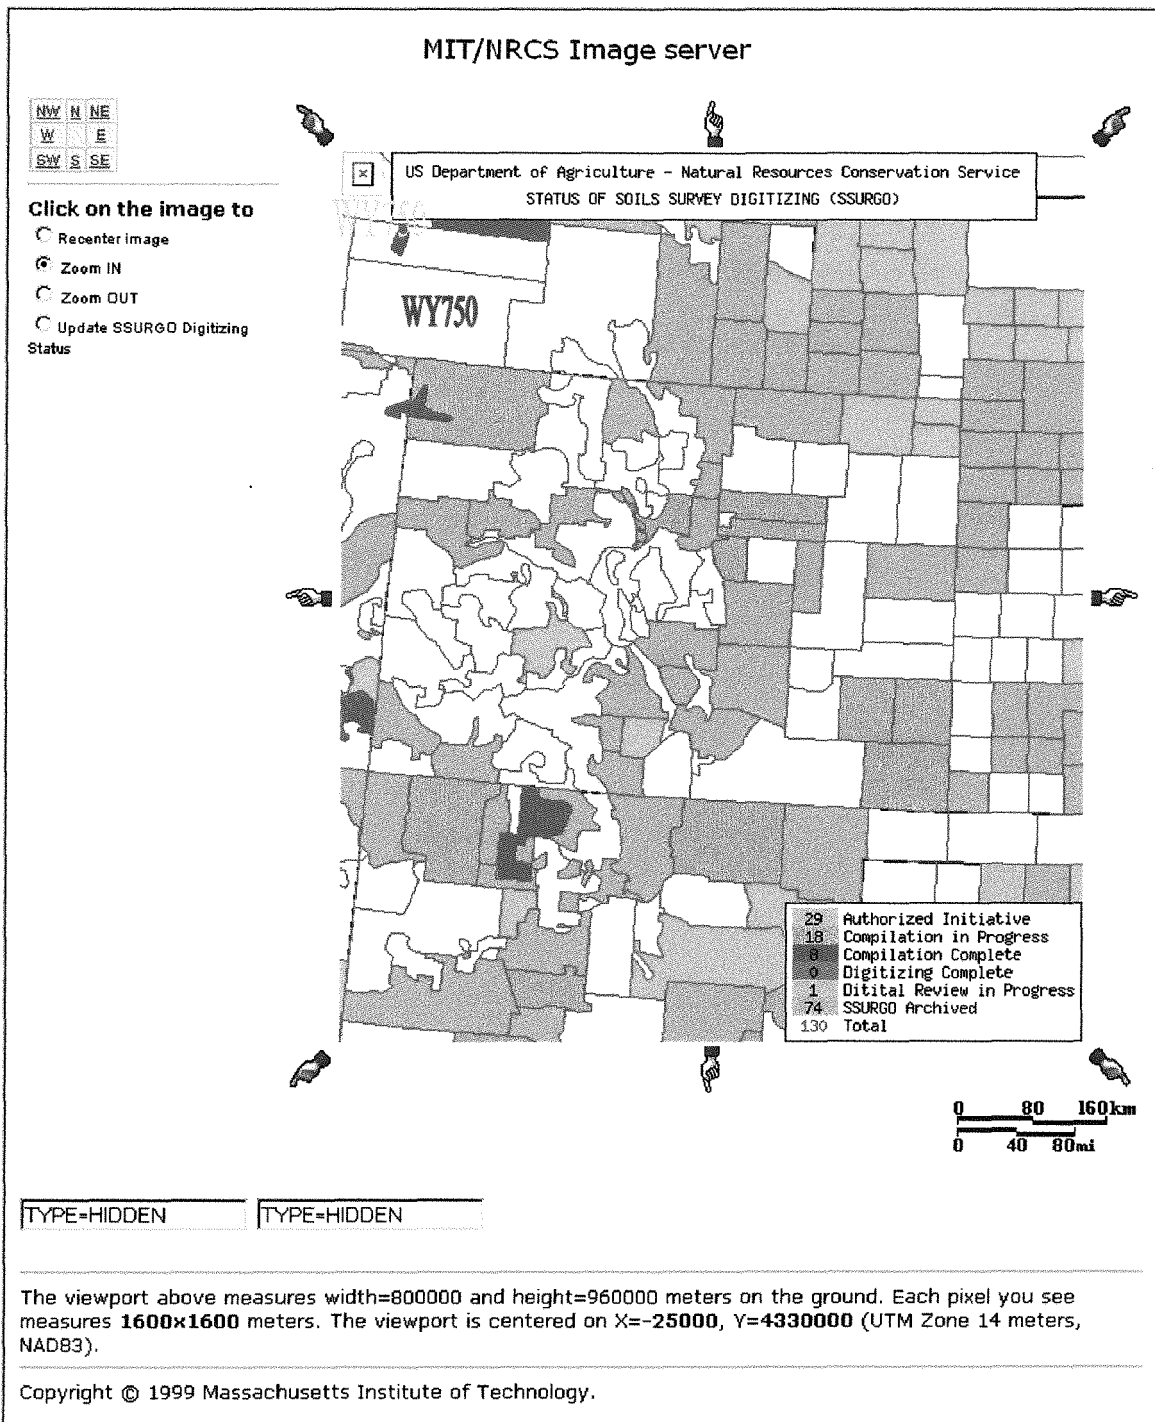 MIT/NRCS Image server
NW N NE
W E
SW S SE
Click on the image to
Recenter image
Zoom IN
Zoom OUT
Update SSURGO Digitizing
Status
US Department of Agriculture - Natural Resources Conservation Service
STATUS OF SOILS SURVEY DIGITIZING (SSURGO)
WY750
29 Authorized Initiative
18 Compilation in Progress
8 Compilation Complete
0 Digitizing Complete
1 Ditital Review in Progress
74 SSURGO Archived
130 Total
0 80 160km
0 40 80mi
TYPE=HIDDEN TYPE=HIDDEN
The viewport above measures width=800000 and height=960000 meters on the ground. Each pixel you see
measures 1600x1600 meters. The viewport is centered on X=-25000, Y=4330000 (UTM Zone 14 meters,
NAD83).
Copyright © 1999 Massachusetts Institute of Technology.